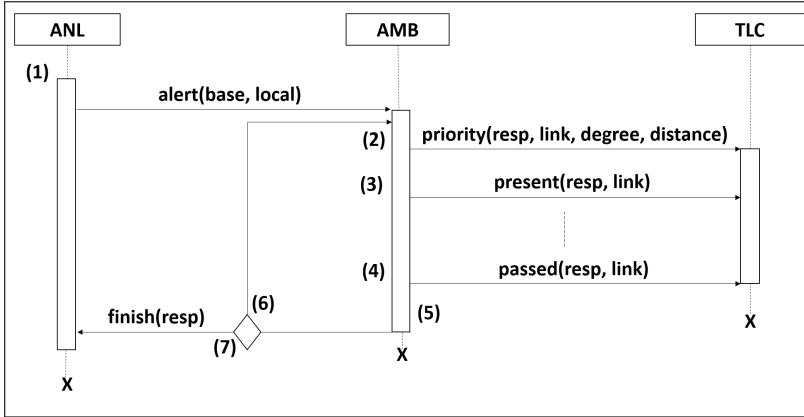 ANL
AMB
TLC
(1)
alert(base, local)
(2)
priority(resp, link, degree, distance)
(3)
present(resp, link)
(4)
passed(resp, link)
finish(resp)
(6)
(5)
(7)
X
X
X